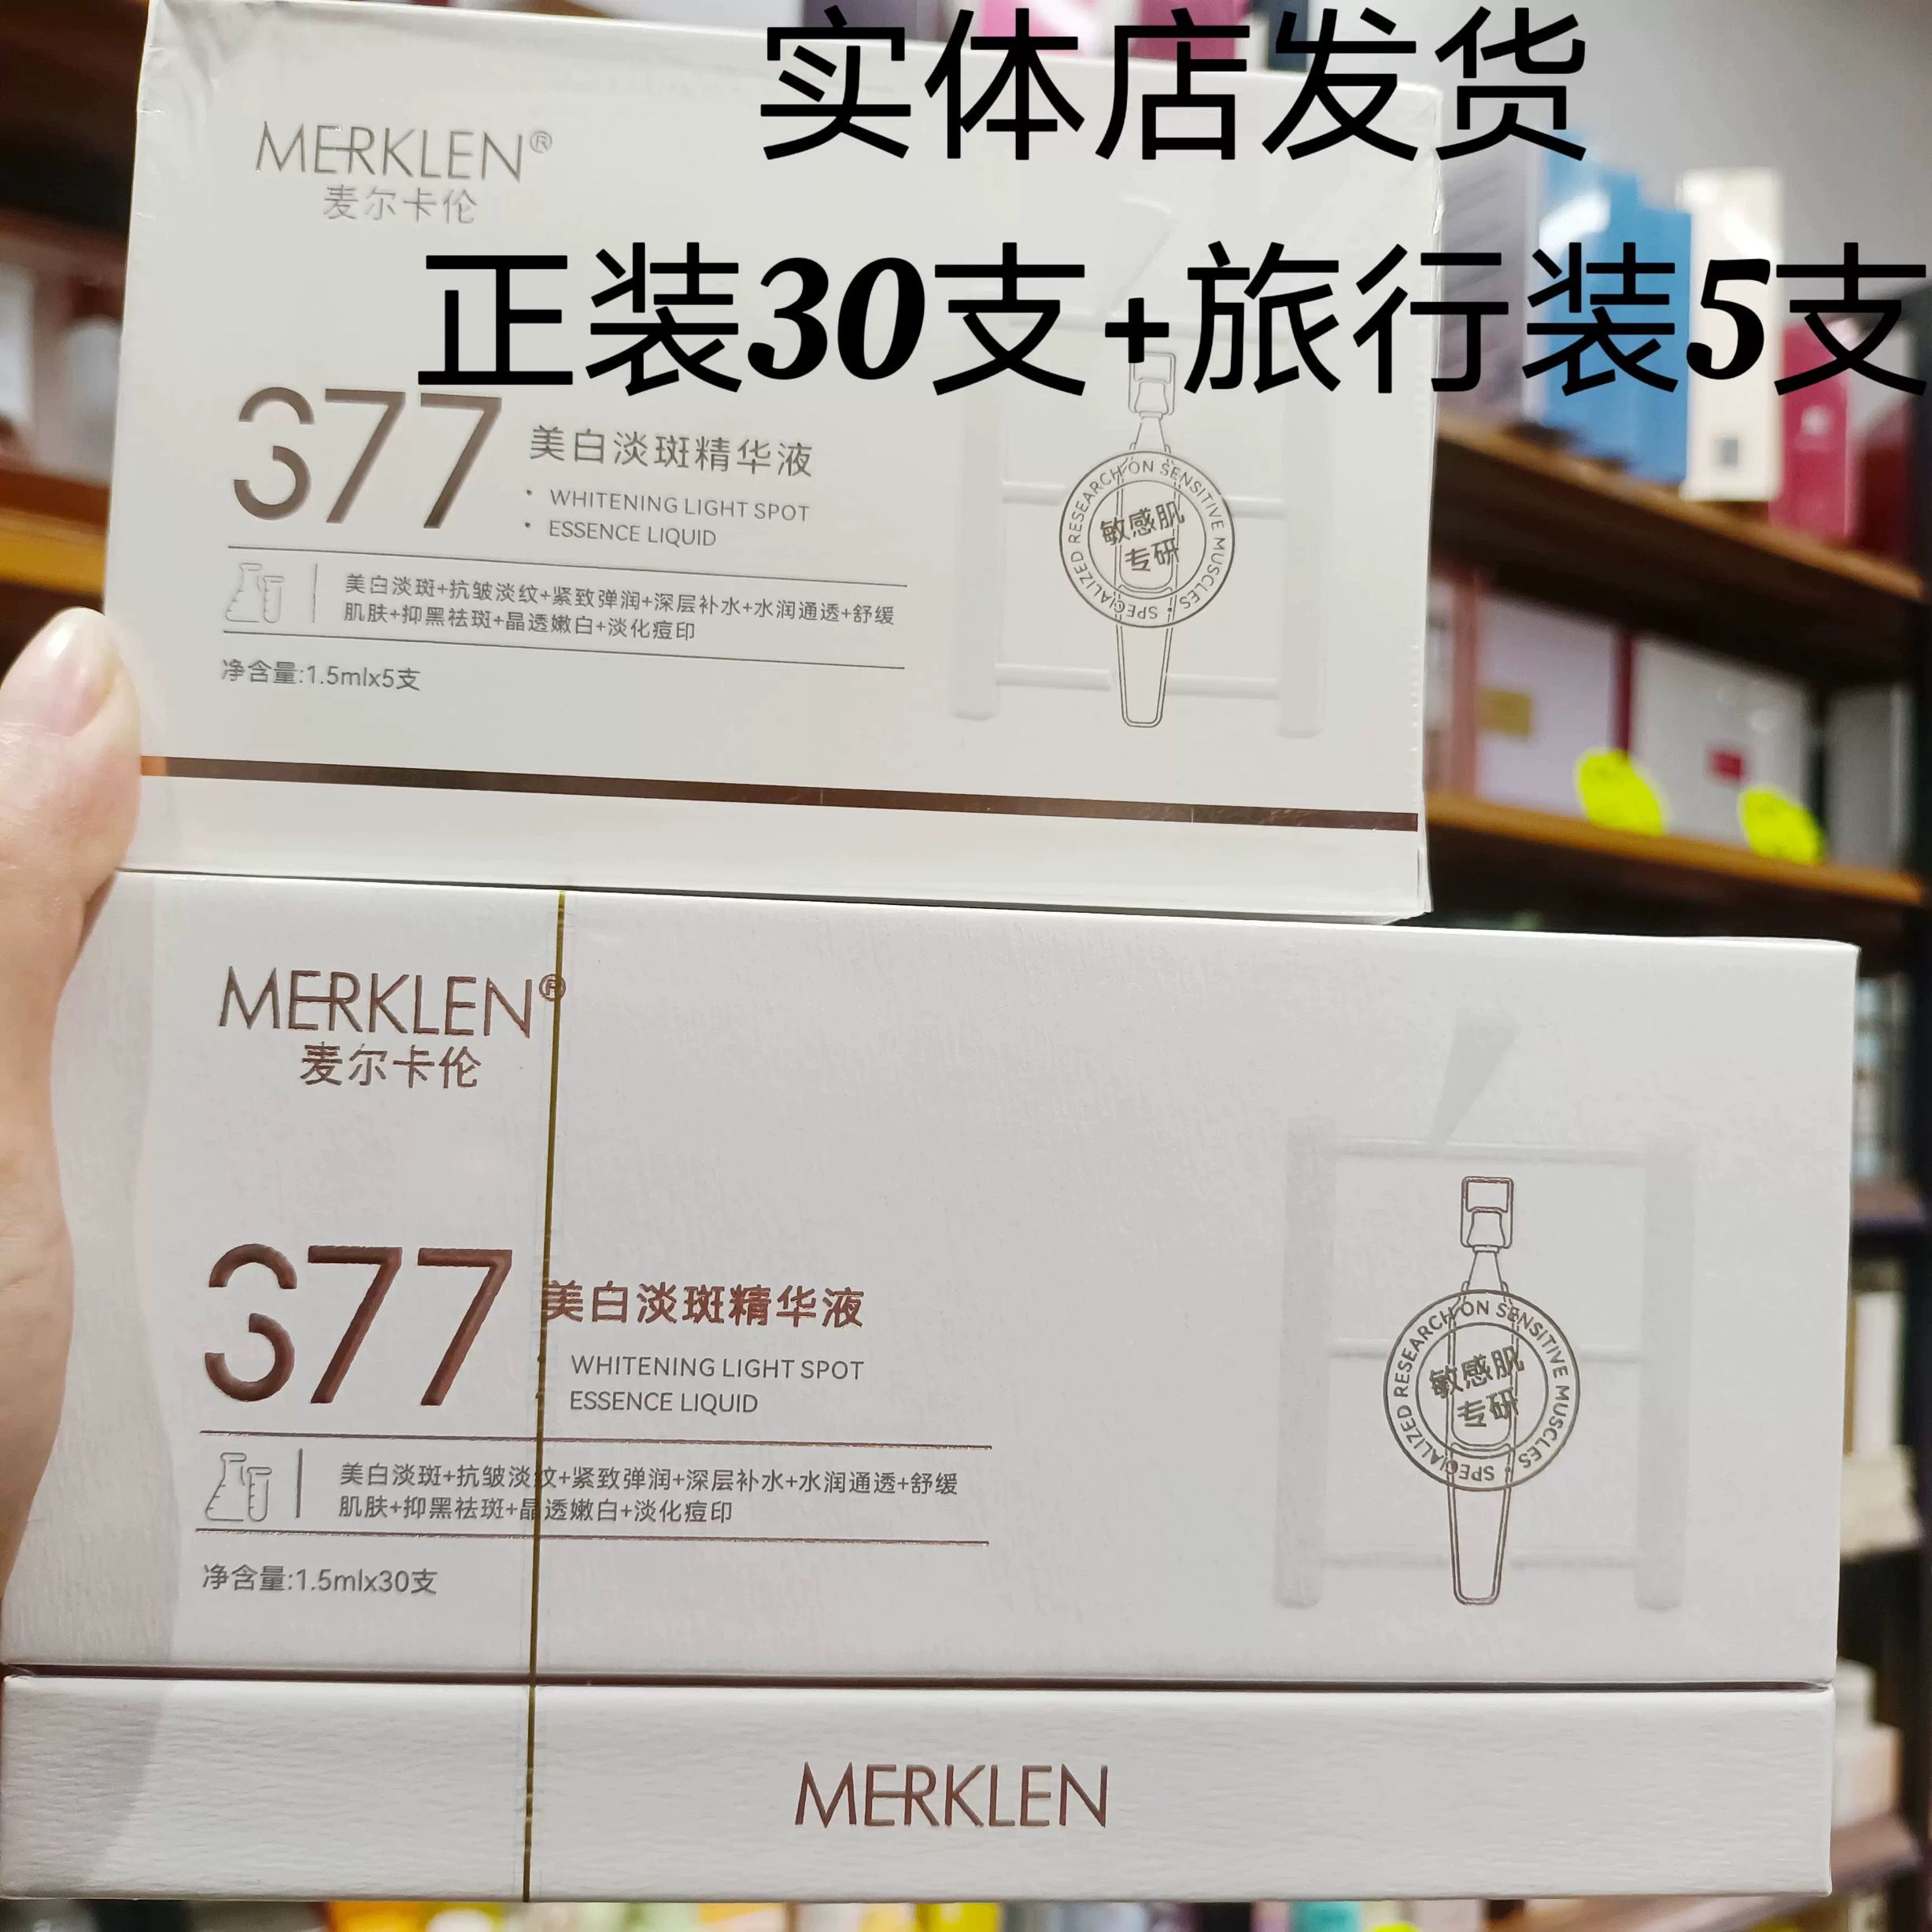 实体店发货
正装30支+旅行装5支
MERKLEN®
麦尔卡伦
377
美白淡斑精华液
• WHITENING LIGHT SPOT
• ESSENCE LIQUID
美白淡斑+抗皱淡纹+紧致弹润+深层补水+水润通透+舒缓
肌肤+抑黑祛斑+晶透嫩白+淡化痘印
净含量:1.5mlx5支
SPECIALIZED RESEARCH ON SENSITIVE MUSCLES •
敏感肌
专研
MERKLEN®
麦尔卡伦
377
美白淡斑精华液
WHITENING LIGHT SPOT
ESSENCE LIQUID
美白淡斑+抗皱淡纹+紧致弹润+深层补水+水润通透+舒缓
肌肤+抑黑祛斑+晶透嫩白+淡化痘印
净含量:1.5mlx30支
SPECIALIZED RESEARCH ON SENSITIVE MUSCLES •
敏感肌
专研
MERKLEN